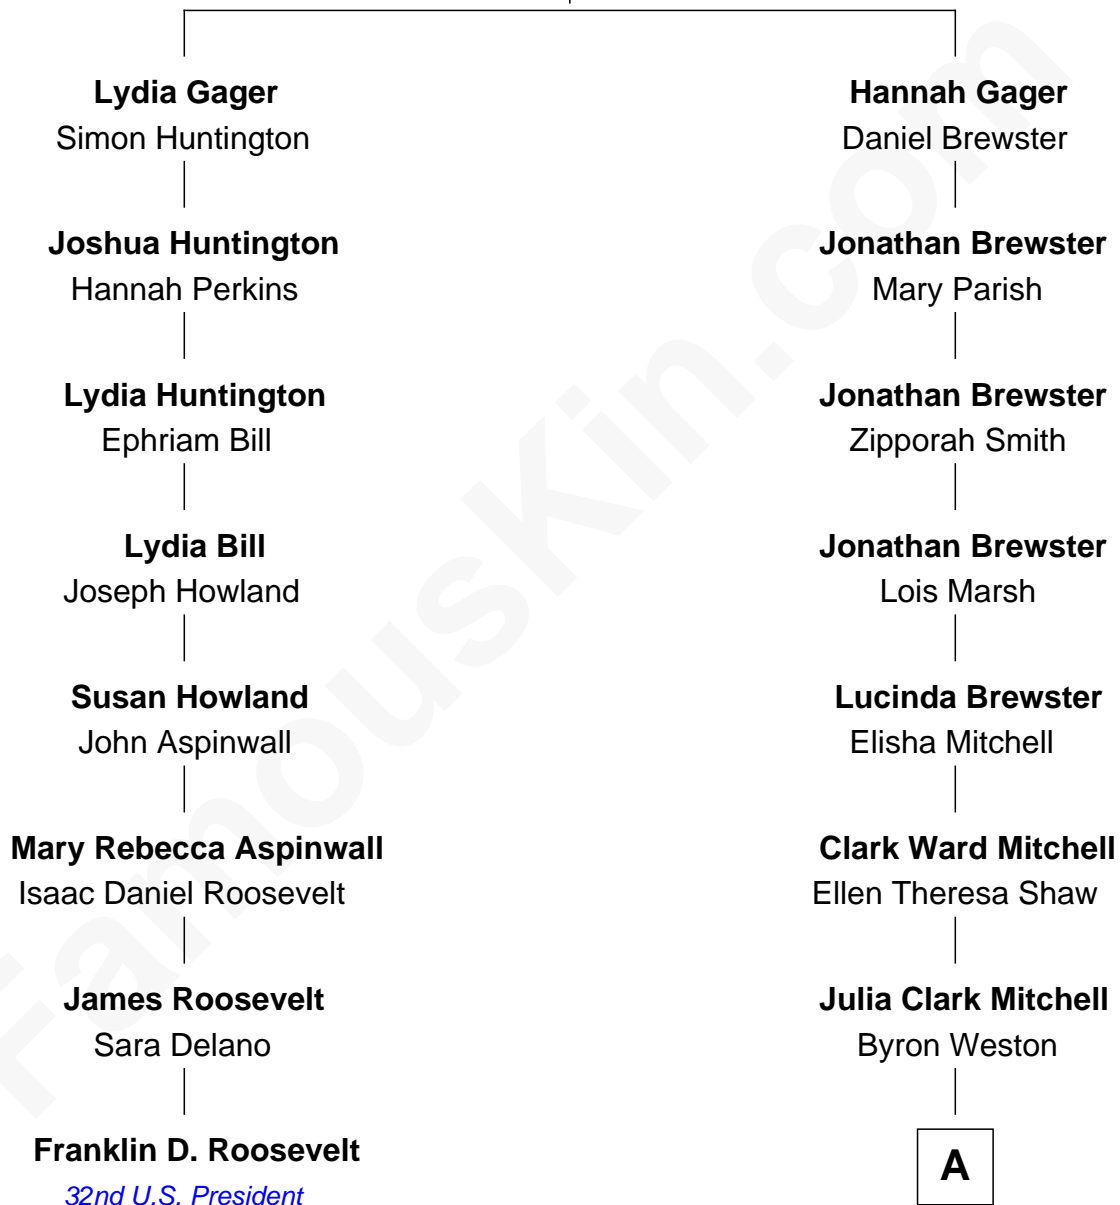 Lydia Gager
Simon Huntington
Hannah Gager
Daniel Brewster
Joshua Huntington
Hannah Perkins
Jonathan Brewster
Mary Parish
Lydia Huntington
Ephriam Bill
Jonathan Brewster
Zipporah Smith
Lydia Bill
Joseph Howland
Jonathan Brewster
Lois Marsh
Susan Howland
John Aspinwall
Lucinda Brewster
Elisha Mitchell
Mary Rebecca Aspinwall
Isaac Daniel Roosevelt
Clark Ward Mitchell
Ellen Theresa Shaw
James Roosevelt
Sara Delano
Julia Clark Mitchell
Byron Weston
Franklin D. Roosevelt
32nd U.S. President
A
FamousKin.com